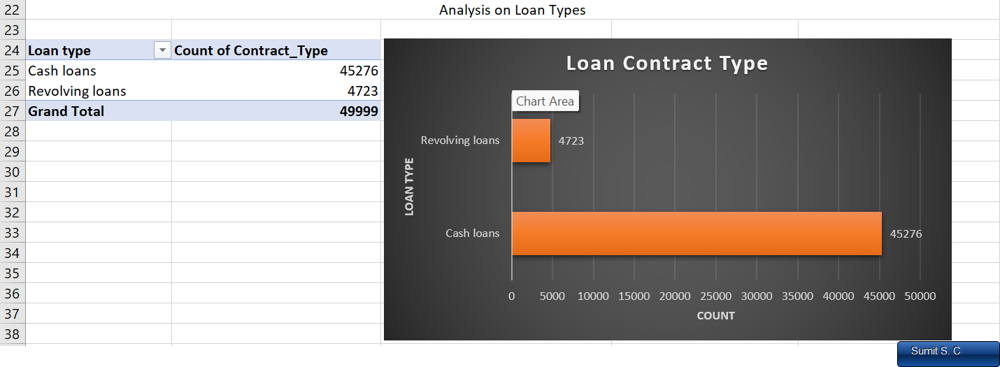 22 Analysis on Loan Types
23
24 Loan type Count of Contract_Type
25 Cash loans 45276
26 Revolving loans 4723
27 Grand Total 49999
28
29
30
31
32
33
34
35
36
37
38
Loan Contract Type
Chart Area
Revolving loans 4723
LOAN TYPE
Cash loans 45276
0 5000 10000 15000 20000 25000 30000 35000 40000 45000 50000
COUNT
Sumit S. C